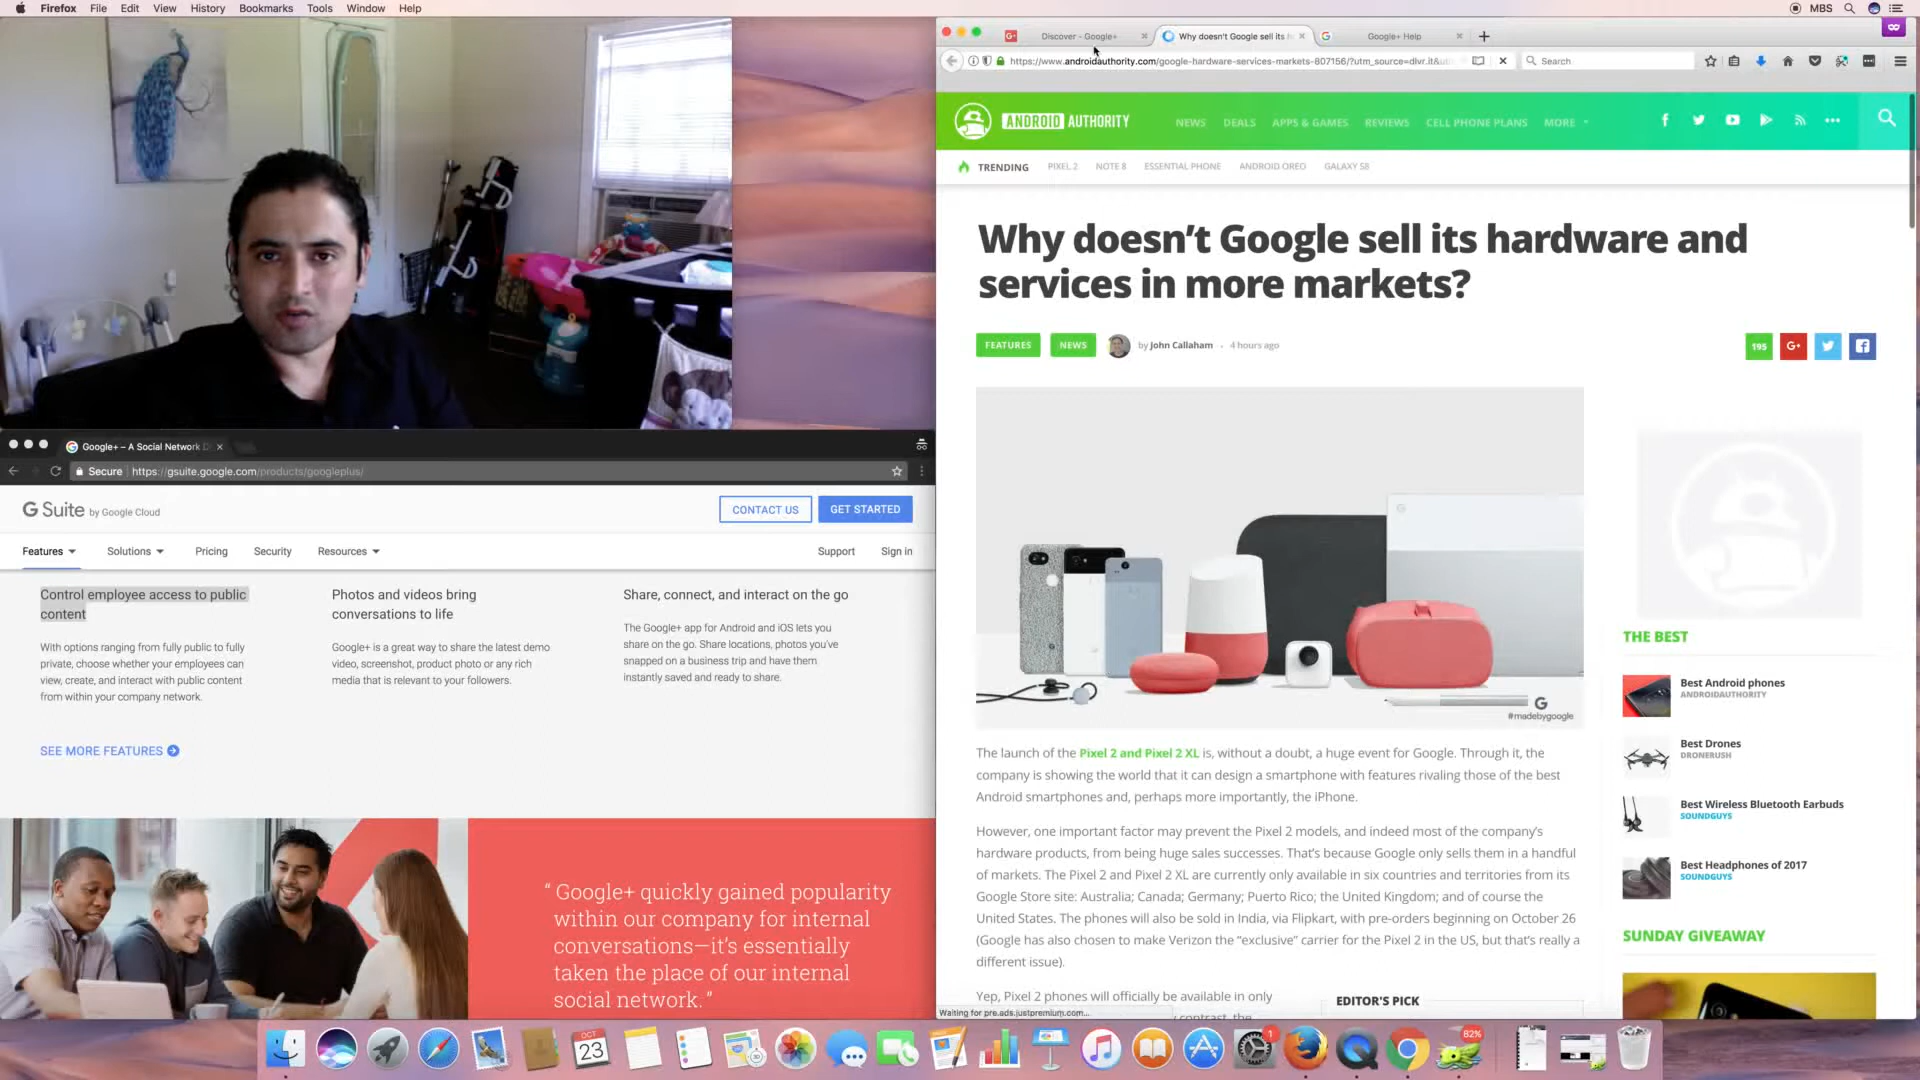 Firefox File Edit View History Bookmarks Tools Window Help MBS
Discover - Google+ Why doesn't Google sell its Google+ Help
https://www.androidauthority.com/google-hardware-services-markets-807156/?utm_source=dlvr.it& Search
ANDROID AUTHORITY NEWS DEALS APPS & GAMES REVIEWS CELL PHONE PLANS MORE
TRENDING PIXEL 2 NOTE 8 ESSENTIAL PHONE ANDROID OREO GALAXY S8
Why doesn't Google sell its hardware and
services in more markets?
FEATURES NEWS by John Callaham 4 hours ago 195 G+
#madebygoogle
The launch of the Pixel 2 and Pixel 2 XL is, without a doubt, a huge event for Google. Through it, the
company is showing the world that it can design a smartphone with features rivaling those of the best
Android smartphones and, perhaps more importantly, the iPhone.
However, one important factor may prevent the Pixel 2 models, and indeed most of the company's
hardware products, from being huge sales successes. That's because Google only sells them in a handful
of markets. The Pixel 2 and Pixel 2 XL are currently only available in six countries and territories from its
Google Store site: Australia; Canada; Germany; Puerto Rico; the United Kingdom; and of course the
United States. The phones will also be sold in India, via Flipkart, with pre-orders beginning on October 26
(Google has also chosen to make Verizon the "exclusive" carrier for the Pixel 2 in the US, but that's really a
different issue).
Yep, Pixel 2 phones will officially be available in only
contrast, the
EDITOR'S PICK
Waiting for pre.ads.justpremium.com...
THE BEST
Best Android phones
ANDROIDAUTHORITY
Best Drones
DRONERUSH
Best Wireless Bluetooth Earbuds
SOUNDGUYS
Best Headphones of 2017
SOUNDGUYS
SUNDAY GIVEAWAY
Google+ – A Social Network
Secure https://gsuite.google.com/products/googleplus/
G Suite by Google Cloud CONTACT US GET STARTED
Features Solutions Pricing Security Resources Support Sign in
Control employee access to public
content
With options ranging from fully public to fully
private, choose whether your employees can
view, create, and interact with public content
from within your company network.
Photos and videos bring
conversations to life
Google+ is a great way to share the latest demo
video, screenshot, product photo or any rich
media that is relevant to your followers.
Share, connect, and interact on the go
The Google+ app for Android and iOS lets you
share on the go. Share locations, photos you've
snapped on a business trip and have them
instantly saved and ready to share.
SEE MORE FEATURES
" Google+ quickly gained popularity
within our company for internal
conversations—it's essentially
taken the place of our internal
social network. "
OCT
23
1
82%